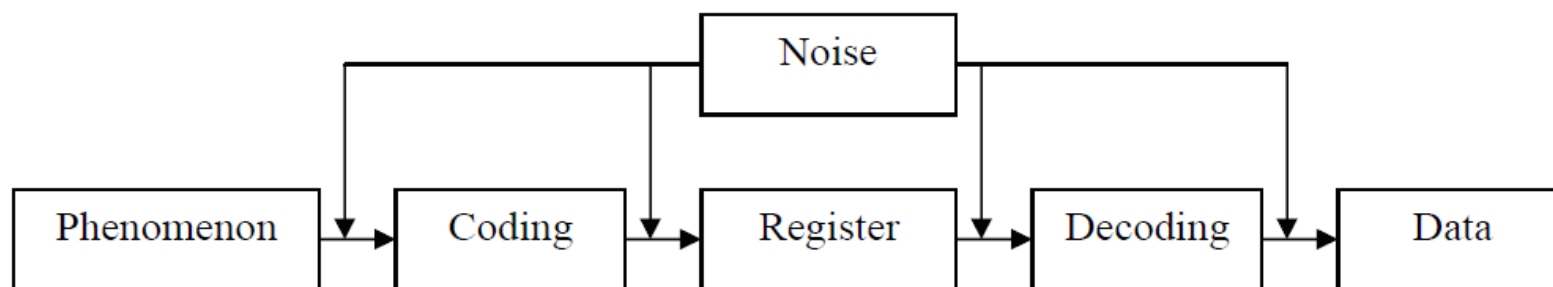 Noise
Phenomenon
Coding
Register
Decoding
Data